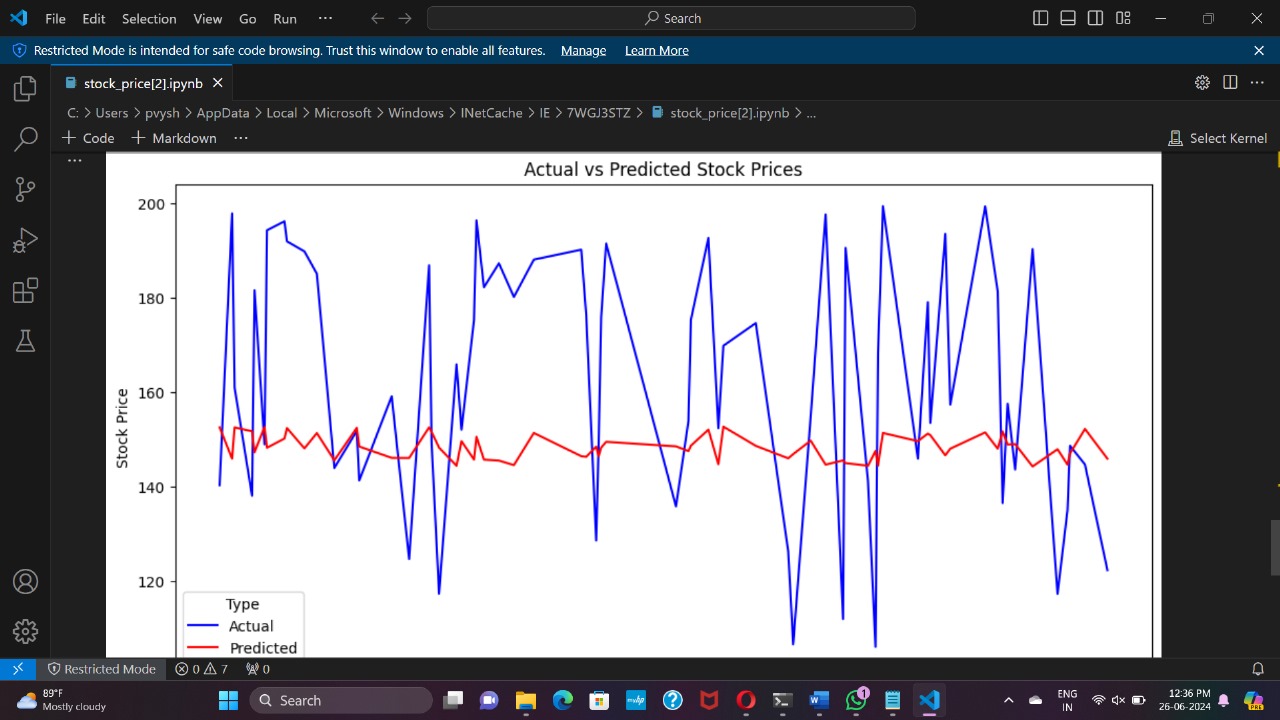 File Edit Selection View Go Run ··· Search
Restricted Mode is intended for safe code browsing. Trust this window to enable all features. Manage Learn More
stock_price[2].ipynb
C: > Users > pvysh > AppData > Local > Microsoft > Windows > INetCache > IE > 7WGJ3STZ > stock_price[2].ipynb > ...
+ Code + Markdown ··· Select Kernel
···
Actual vs Predicted Stock Prices
200
180
160
Stock Price
140
120
Type
Actual
Predicted
Restricted Mode 0 7 0
89°F
Mostly cloudy
Search
1
ENG
IN
12:36 PM
26-06-2024
PRE